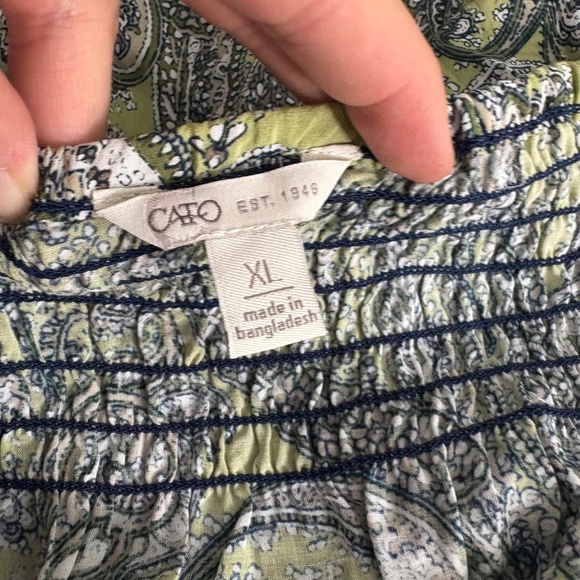 CATO EST. 1946
XL
made in
bangladesh